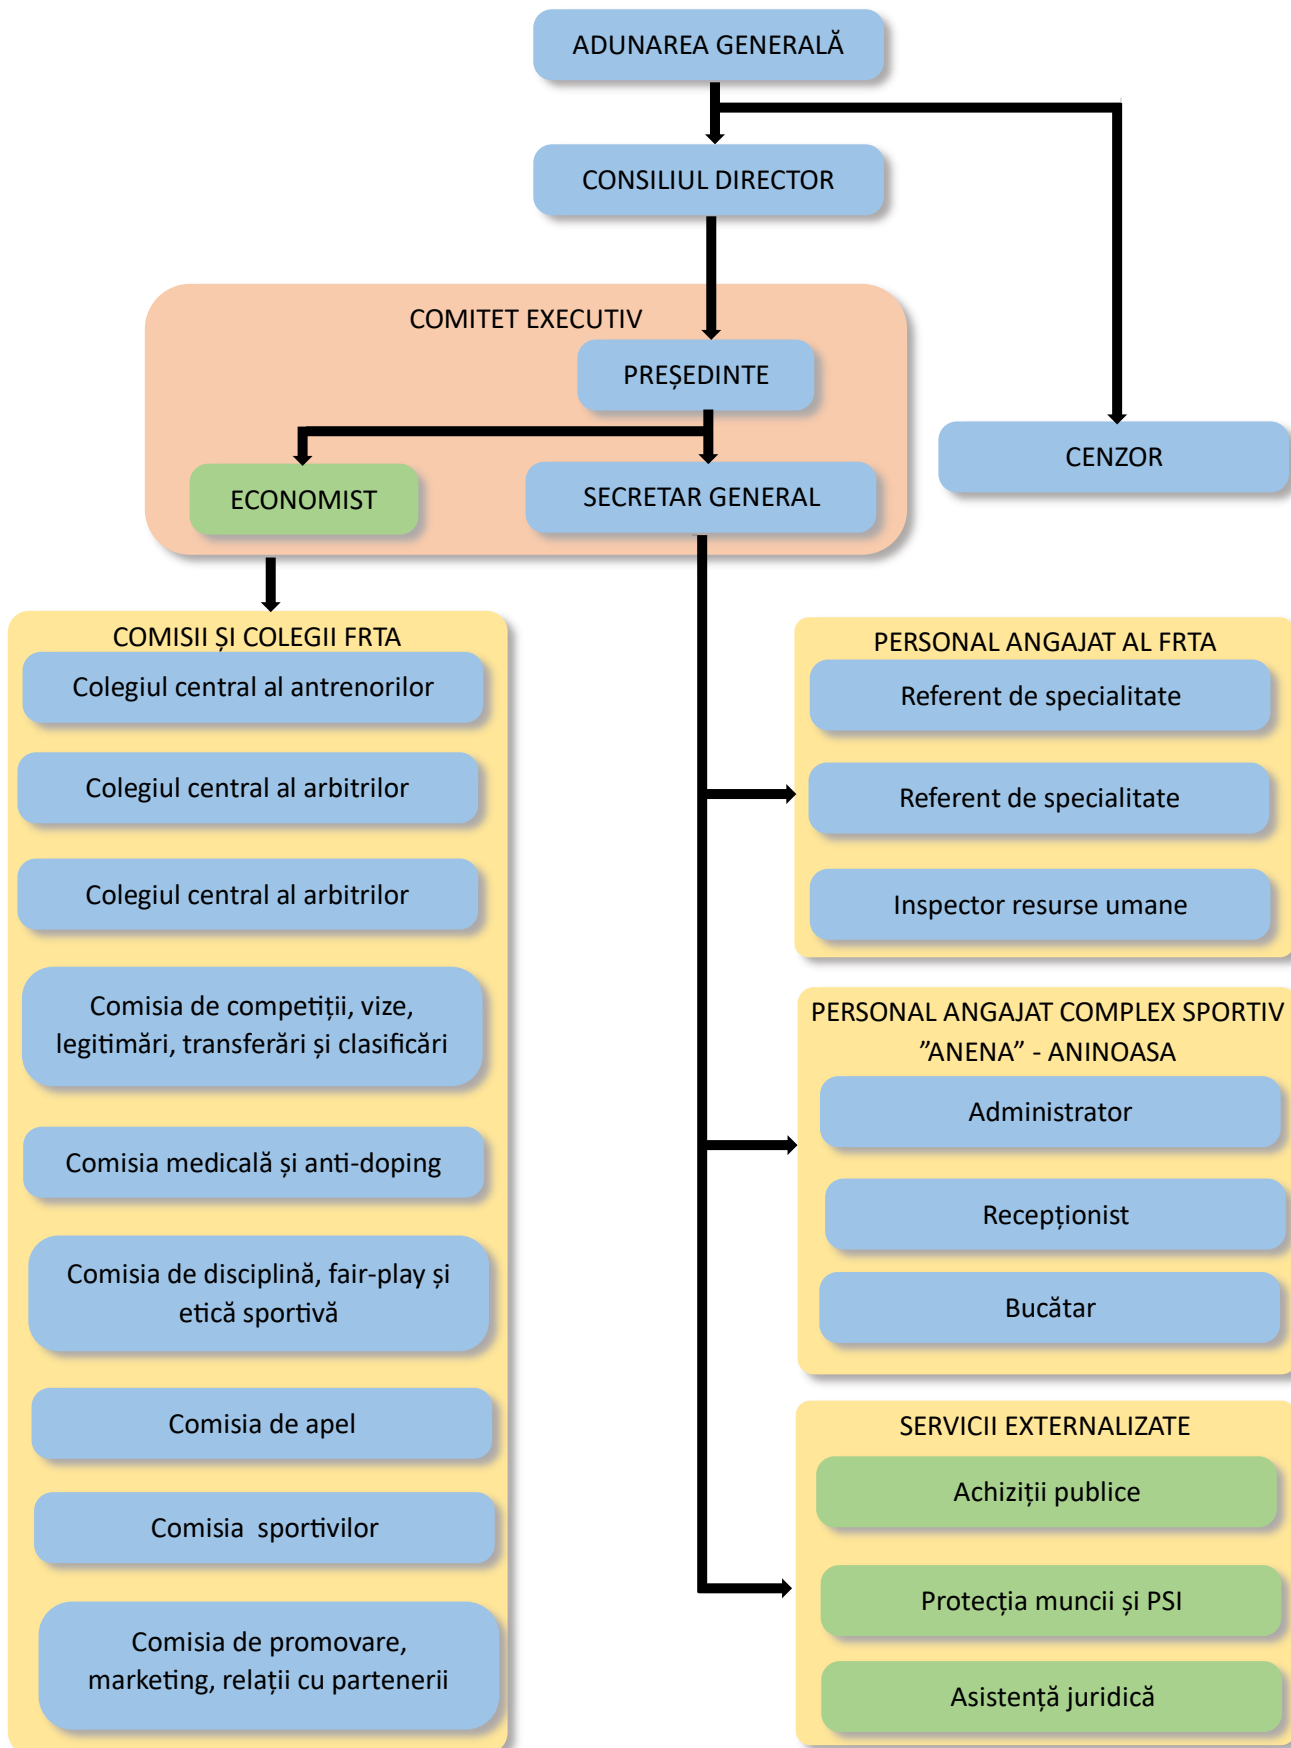 ADUNAREA GENERALĂ
CONSILIUL DIRECTOR
COMITET EXECUTIV
PREȘEDINTE
ECONOMIST
SECRETAR GENERAL
CENZOR
COMISII ȘI COLEGII FRTA
Colegiul central al antrenorilor
Colegiul central al arbitrilor
Colegiul central al arbitrilor
Comisia de competiții, vize,
legitimări, transferări și clasificări
Comisia medicală și anti-doping
Comisia de disciplină, fair-play și
etică sportivă
Comisia de apel
Comisia  sportivilor
Comisia de promovare,
marketing, relații cu partenerii
PERSONAL ANGAJAT AL FRTA
Referent de specialitate
Referent de specialitate
Inspector resurse umane
PERSONAL ANGAJAT COMPLEX SPORTIV
”ANENA” - ANINOASA
Administrator
Recepționist
Bucătar
SERVICII EXTERNALIZATE
Achiziții publice
Protecția muncii și PSI
Asistență juridică